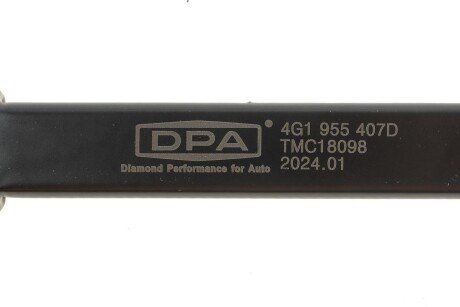 DPA®
Diamond Performance for Auto
4G1 955 407D
TMC18098
2024.01